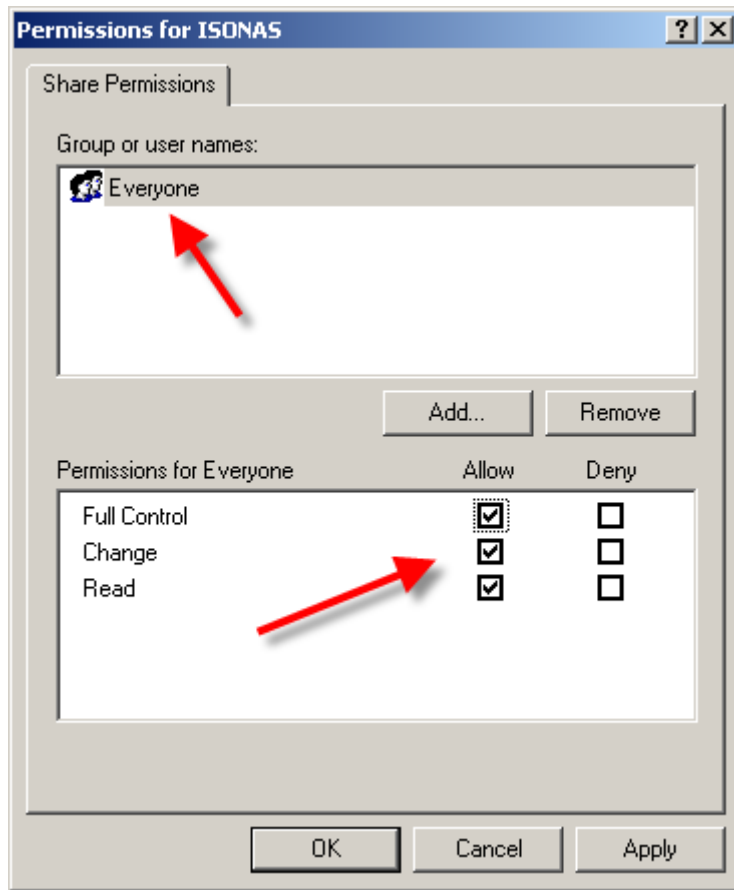 Permissions for ISONAS
Share Permissions
Group or user names:
Everyone
Add... Remove
Permissions for Everyone Allow Deny
Full Control
Change
Read
OK Cancel Apply